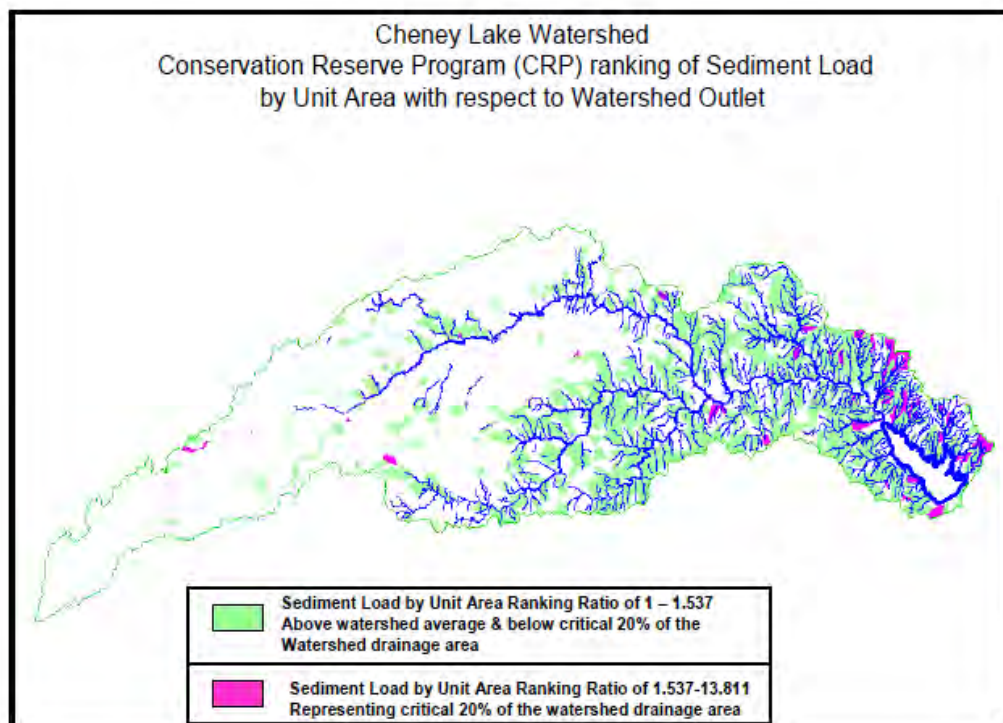 Cheney Lake Watershed
Conservation Reserve Program (CRP) ranking of Sediment Load
by Unit Area with respect to Watershed Outlet
Sediment Load by Unit Area Ranking Ratio of 1 – 1.537
Above watershed average & below critical 20% of the
Watershed drainage area
Sediment Load by Unit Area Ranking Ratio of 1.537-13.811
Representing critical 20% of the watershed drainage area